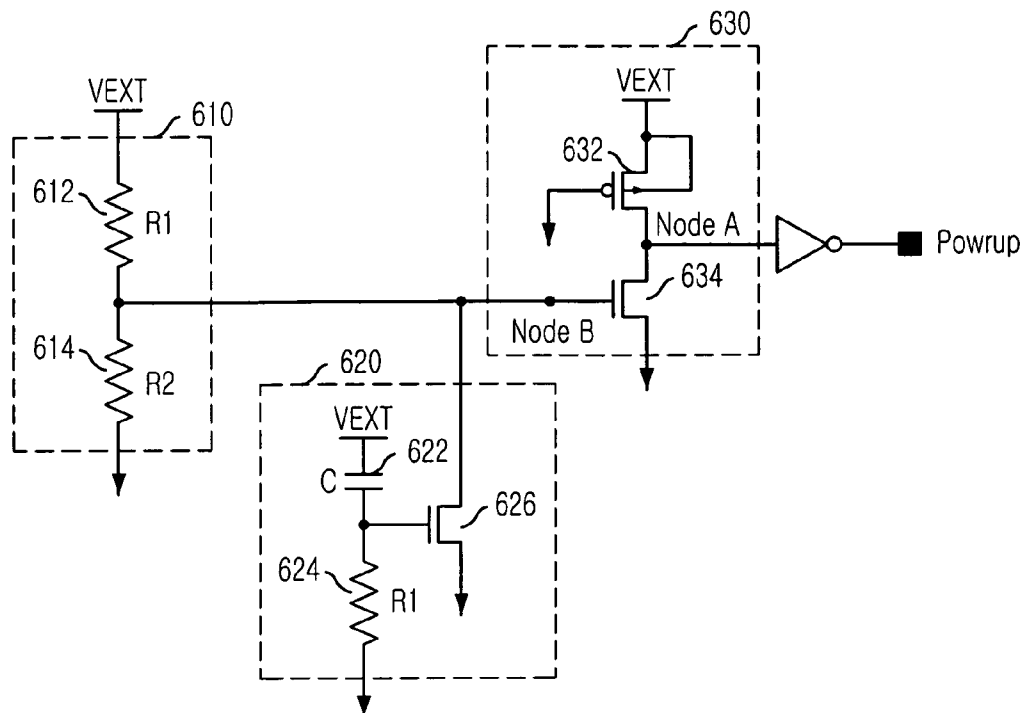 630
VEXT
VEXT
610
632
612
R1
Node A
Powrup
634
Node B
614
R2
620
VEXT
622
C
626
624
R1